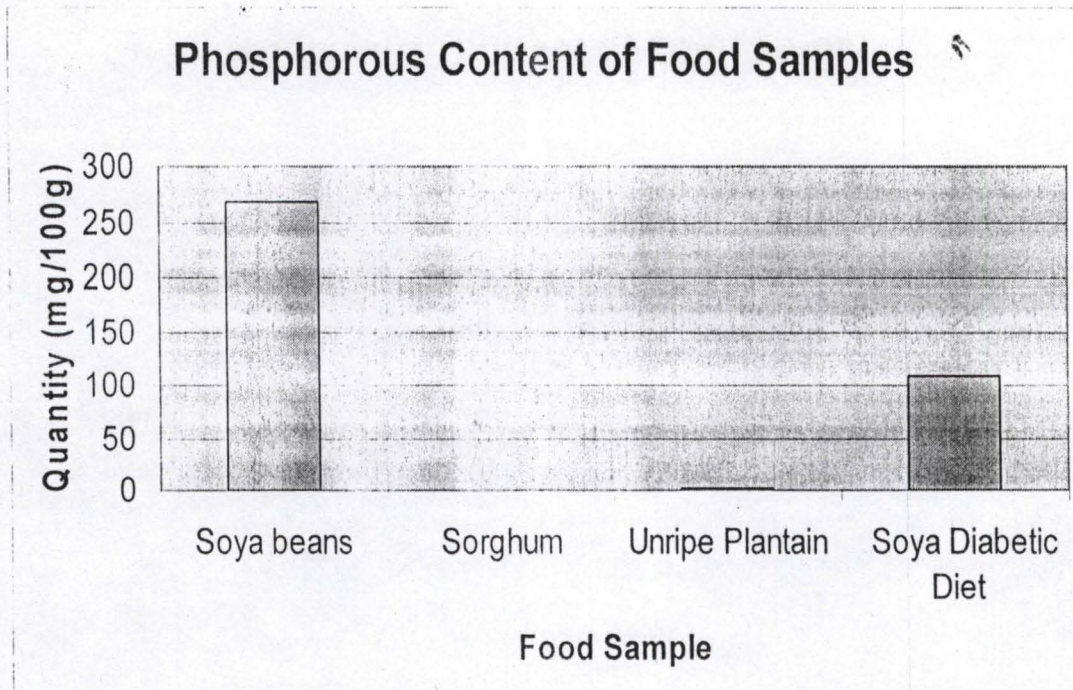 Phosphorous Content of Food Samples
Quantity (mg/100g)
300
250
200
150
100
50
0
Soya beans Sorghum Unripe Plantain Soya Diabetic
Diet
Food Sample